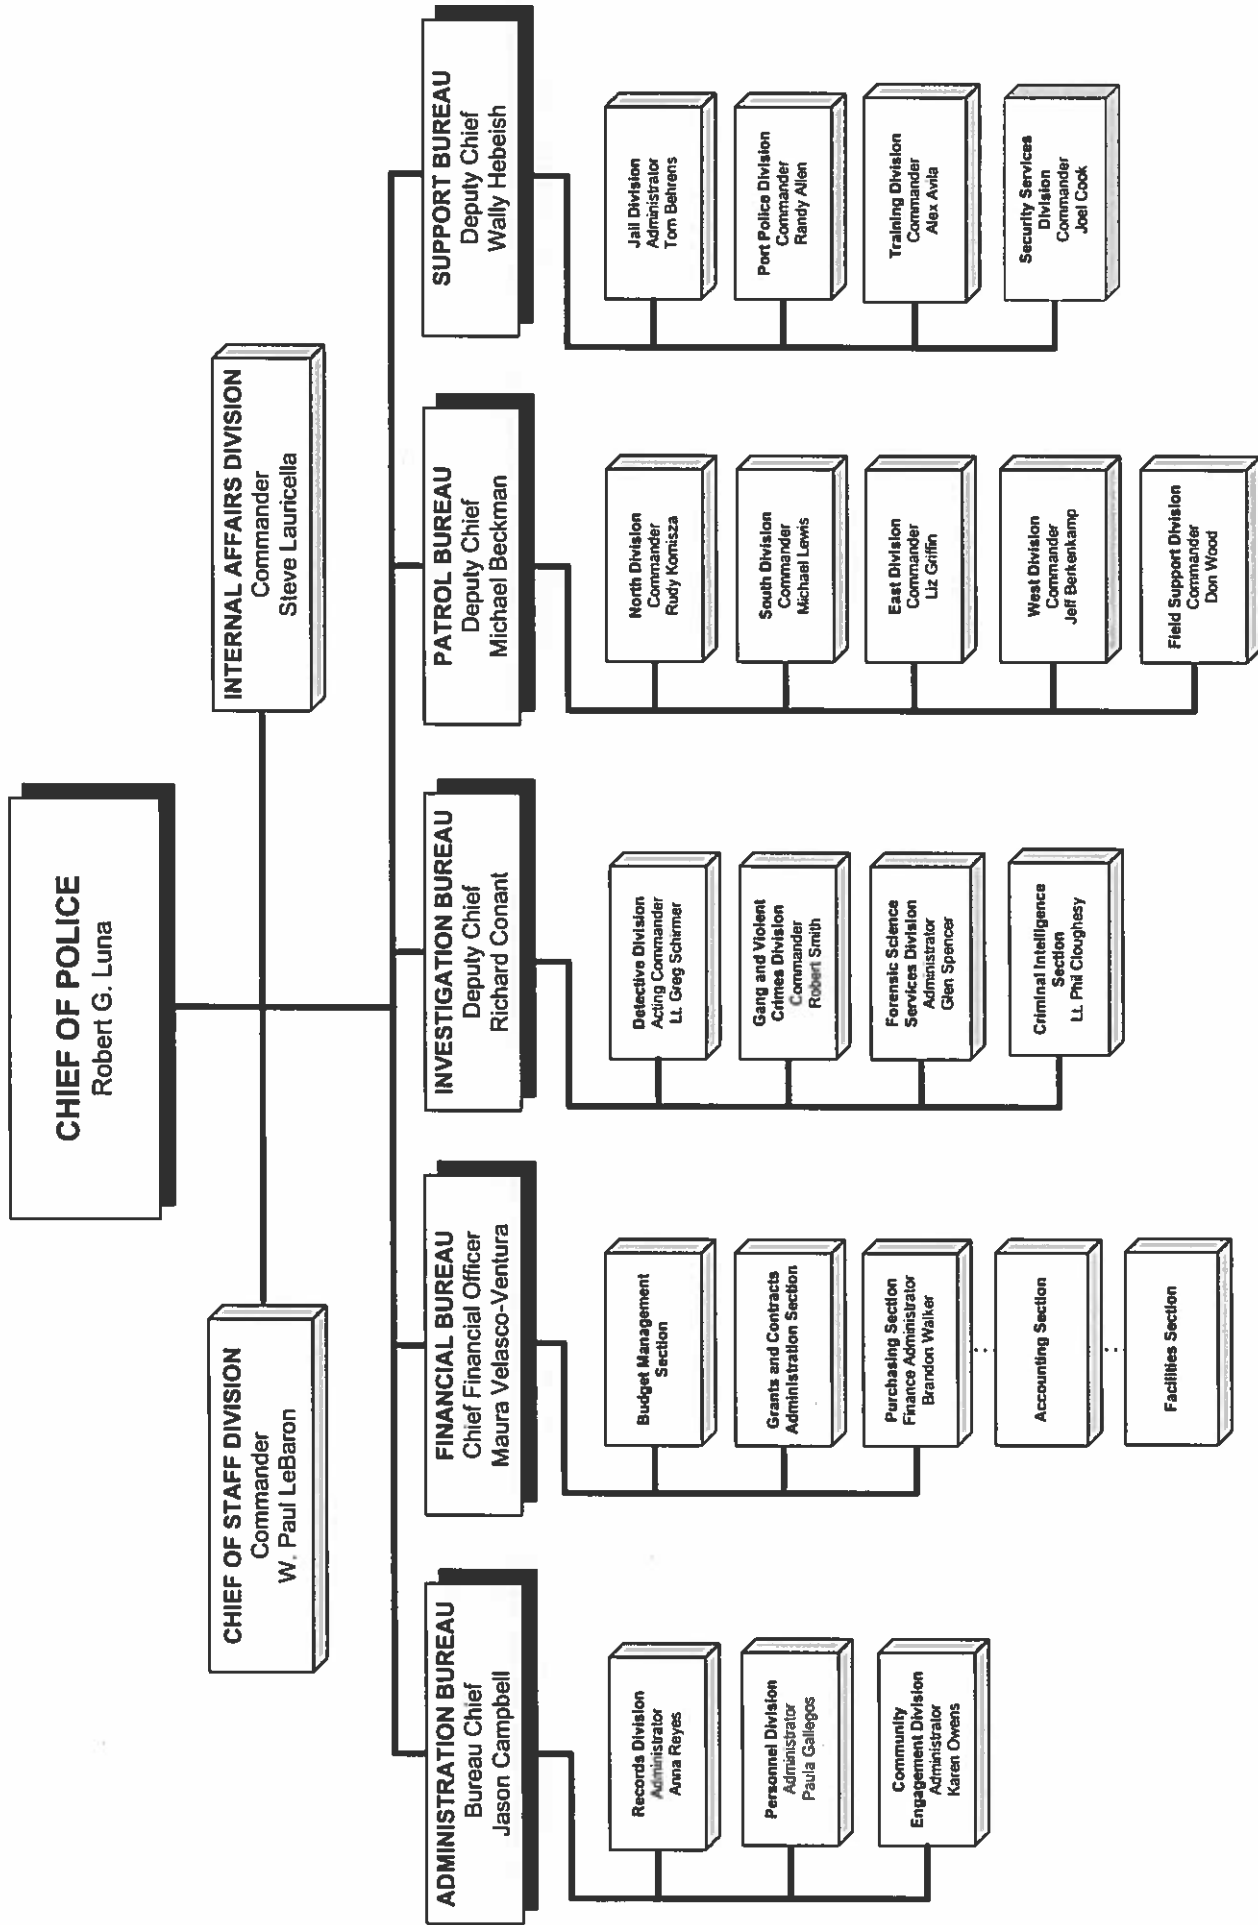 CHIEF OF POLICE
Robert G. Luna
CHIEF OF STAFF DIVISION
Commander
W. Paul LeBaron
INTERNAL AFFAIRS DIVISION
Commander
Steve Lauricella
ADMINISTRATION BUREAU
Bureau Chief
Jason Campbell
Records Division
Administrator
Anna Reyes
Personnel Division
Administrator
Paula Gallegos
Community
Engagement Division
Administrator
Karen Owens
FINANCIAL BUREAU
Chief Financial Officer
Maura Velasco-Ventura
Budget Management
Section
Grants and Contracts
Administration Section
Purchasing Section
Finance Administrator
Brandon Walker
Accounting Section
Facilities Section
INVESTIGATION BUREAU
Deputy Chief
Richard Conant
Detective Division
Acting Commander
Lt. Greg Schirmer
Gang and Violent
Crimes Division
Commander
Robert Smith
Forensic Science
Services Division
Administrator
Glen Spencer
Criminal Intelligence
Section
Lt. Phil Cloughesy
PATROL BUREAU
Deputy Chief
Michael Beckman
North Division
Commander
Rudy Komisza
South Division
Commander
Michael Lewis
East Division
Commander
Liz Griffin
West Division
Commander
Jeff Berkenkamp
Field Support Division
Commander
Don Wood
SUPPORT BUREAU
Deputy Chief
Wally Hebeish
Jail Division
Administrator
Tom Behrens
Port Police Division
Commander
Randy Allen
Training Division
Commander
Alex Avila
Security Services
Division
Commander
Joel Cook